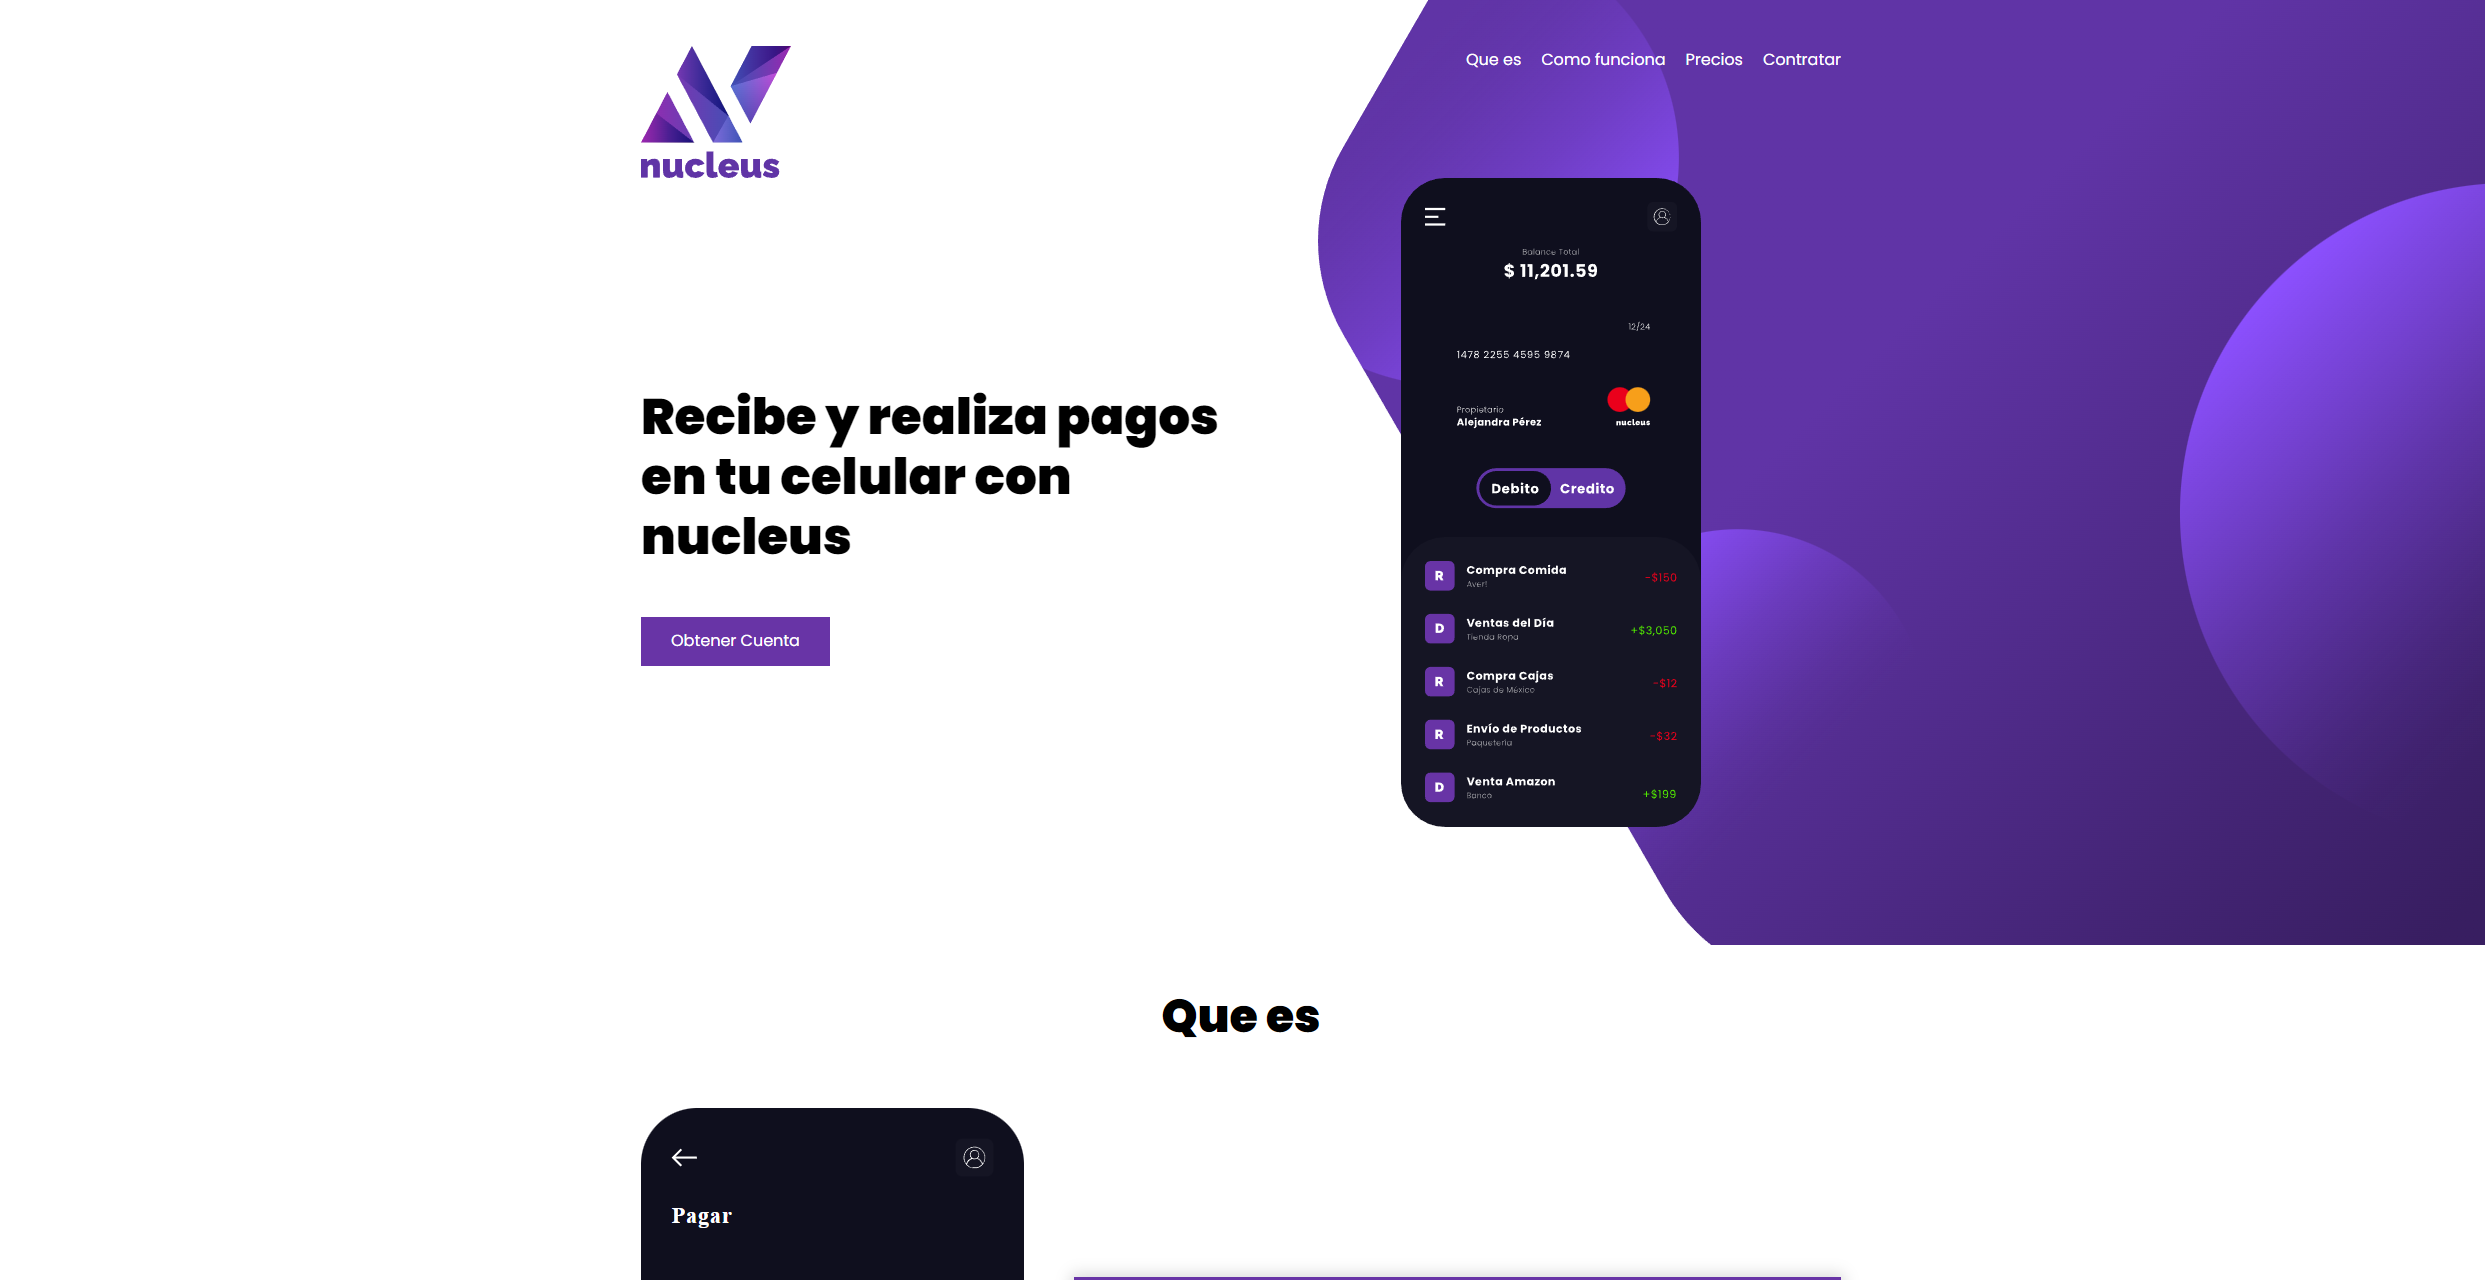 nucleus
Que es Como funciona Precios Contratar
Recibe y realiza pagos
en tu celular con
nucleus
Obtener Cuenta
Balance Total
$ 11,201.59
12/24
1478 2255 4595 9874
Propietario
Alejandra Pérez
nucleus
Debito Credito
R Compra Comida -$150
Avert
D Ventas del Día +$3,050
Tienda Ropa
R Compra Cajas -$12
Cajas de México
R Envío de Productos -$32
Paquetería
D Venta Amazon +$199
Banco
Que es
Pagar